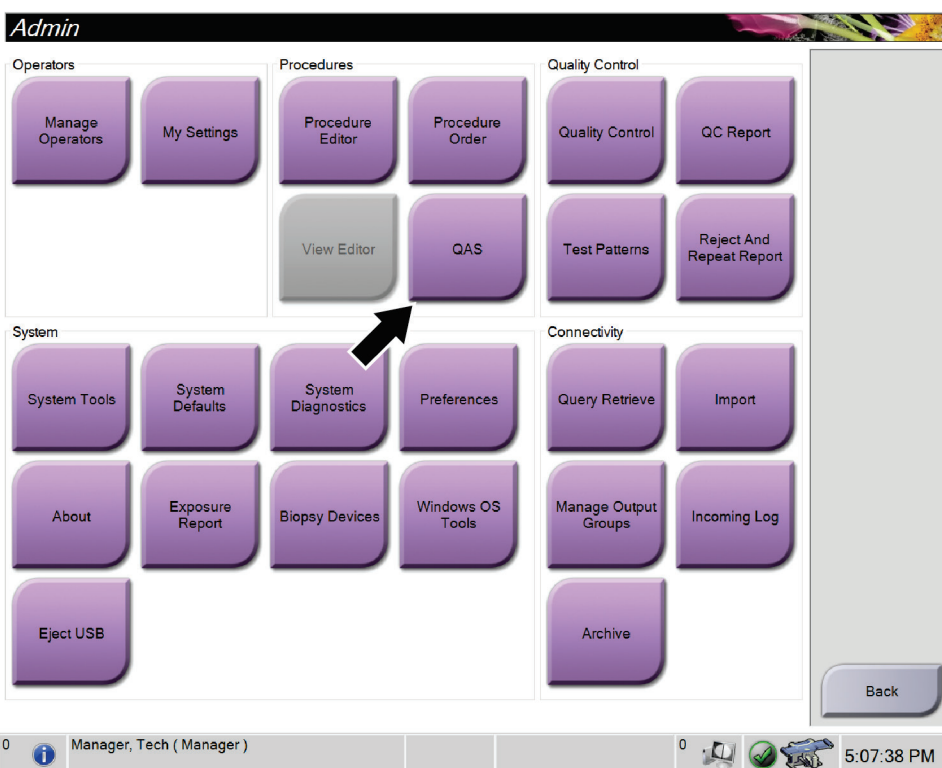 Admin
Operators
Manage
Operators
My Settings
Procedures
Procedure
Editor
Procedure
Order
View Editor
QAS
Quality Control
Quality Control
QC Report
Test Patterns
Reject And
Repeat Report
System
System Tools
System
Defaults
System
Diagnostics
Preferences
About
Exposure
Report
Biopsy Devices
Windows OS
Tools
Eject USB
Connectivity
Query Retrieve
Import
Manage Output
Groups
Incoming Log
Archive
Back
0
Manager, Tech ( Manager )
0
5:07:38 PM